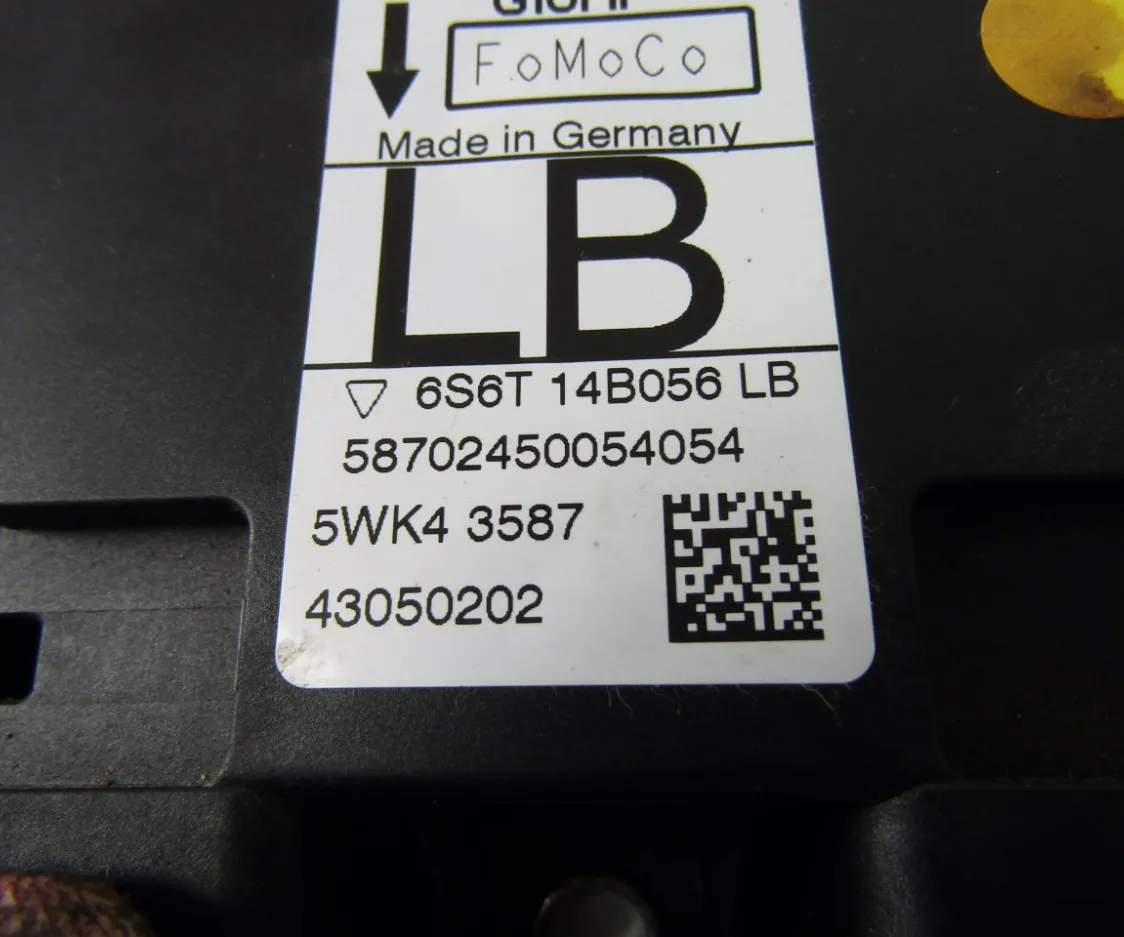 FoMoCo
Made in Germany
LB
6S6T 14B056 LB
58702450054054
5WK4 3587
43050202